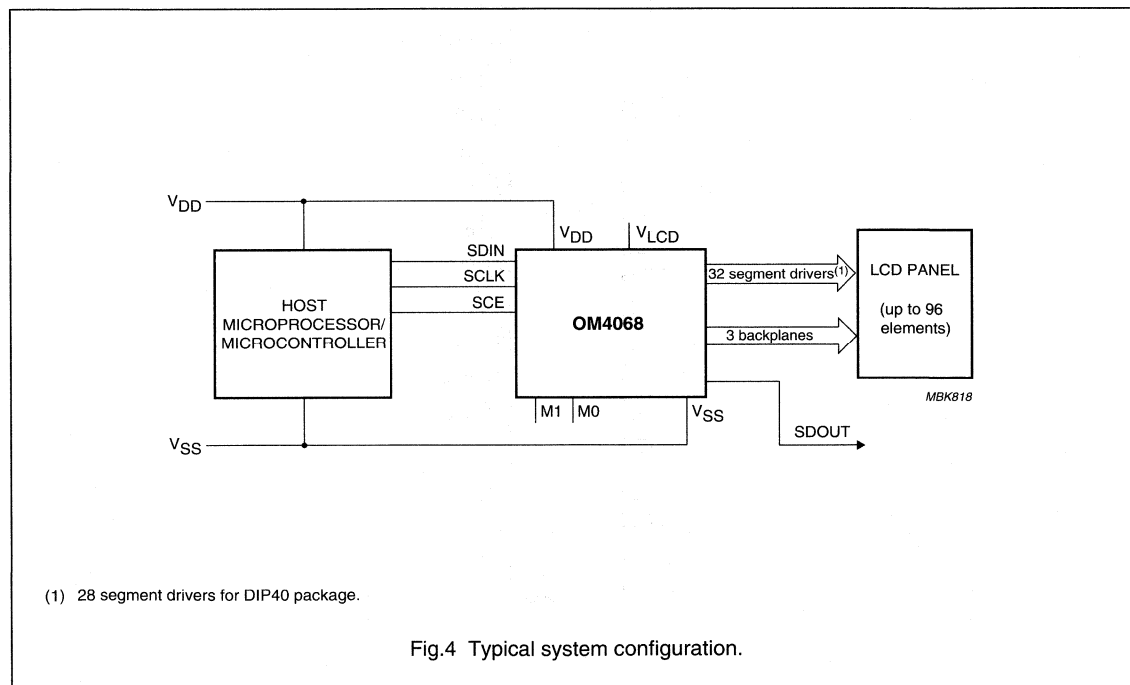 VDD
VDD
VLCD
SDIN
SCLK
SCE
HOST
MICROPROCESSOR/
MICROCONTROLLER
OM4068
32 segment drivers(1)
3 backplanes
LCD PANEL
(up to 96
elements)
MBK818
M1
M0
VSS
VSS
SDOUT
(1) 28 segment drivers for DIP40 package.
Fig.4 Typical system configuration.